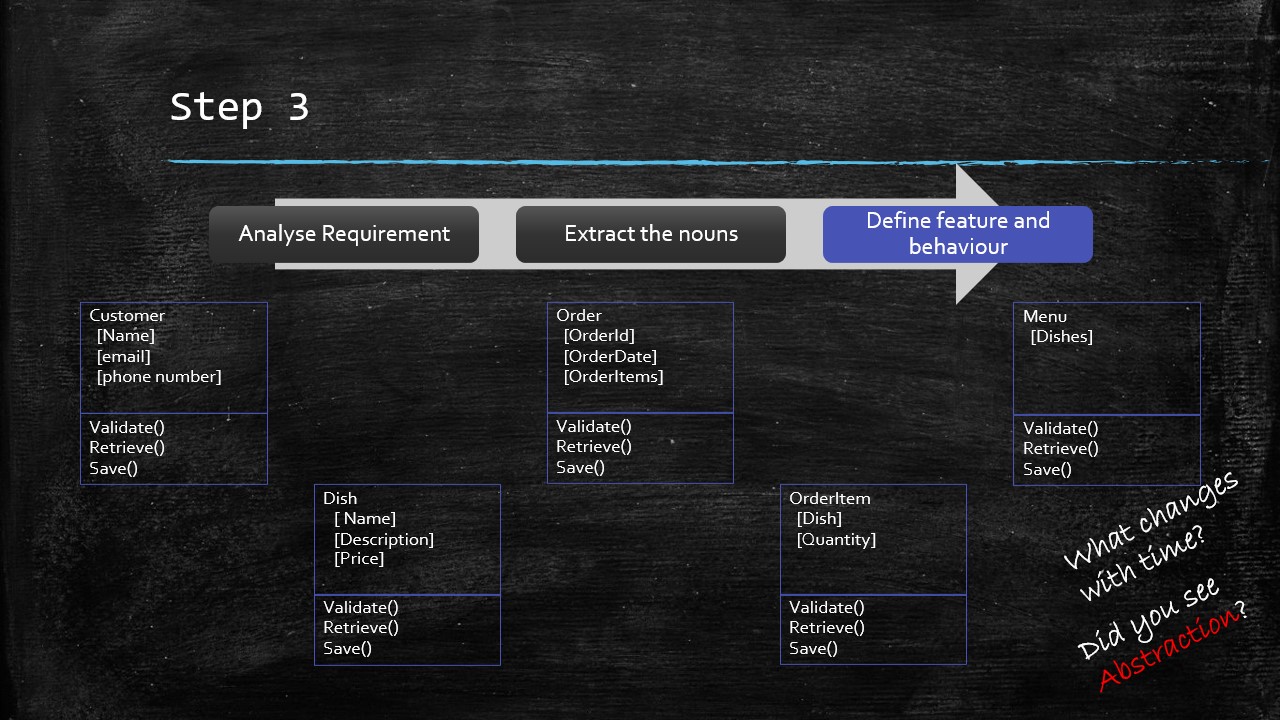 Step 3
Analyse Requirement
Extract the nouns
Define feature and
behaviour
Customer
[Name]
[email]
[phone number]
Validate()
Retrieve()
Save()
Dish
[ Name]
[Description]
[Price]
Validate()
Retrieve()
Save()
Order
[OrderId]
[OrderDate]
[OrderItems]
Validate()
Retrieve()
Save()
OrderItem
[Dish]
[Quantity]
Validate()
Retrieve()
Save()
Menu
[Dishes]
Validate()
Retrieve()
Save()
What changes
with time?
Did you see
Abstraction?